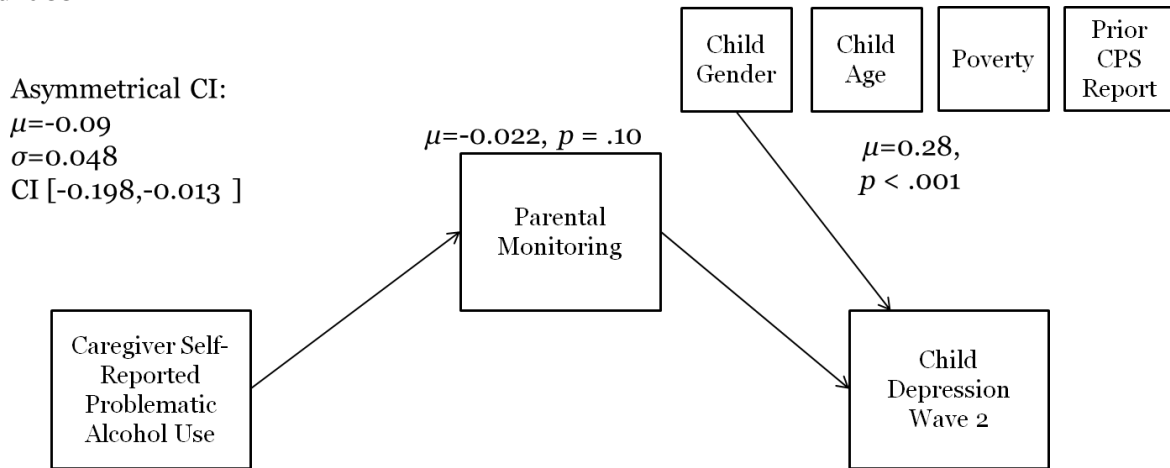 Asymmetrical CI:
μ=-0.09
σ=0.048
CI [-0.198,-0.013 ]
μ=-0.022, p = .10
Child
Gender
Child
Age
Poverty
Prior
CPS
Report
μ=0.28,
p < .001
Parental
Monitoring
Caregiver Self-
Reported
Problematic
Alcohol Use
Child
Depression
Wave 2